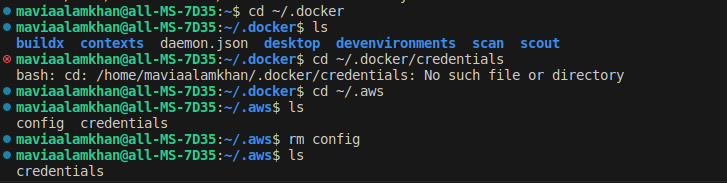 maviaalamkhan@all-MS-7D35:~$ cd ~/.docker
maviaalamkhan@all-MS-7D35:~/.docker$ ls
buildx  contexts  daemon.json  desktop  devenvironments  scan  scout
maviaalamkhan@all-MS-7D35:~/.docker$ cd ~/.docker/credentials
bash: cd: /home/maviaalamkhan/.docker/credentials: No such file or directory
maviaalamkhan@all-MS-7D35:~/.docker$ cd ~/.aws
maviaalamkhan@all-MS-7D35:~/.aws$ ls
config  credentials
maviaalamkhan@all-MS-7D35:~/.aws$ rm config
maviaalamkhan@all-MS-7D35:~/.aws$ ls
credentials